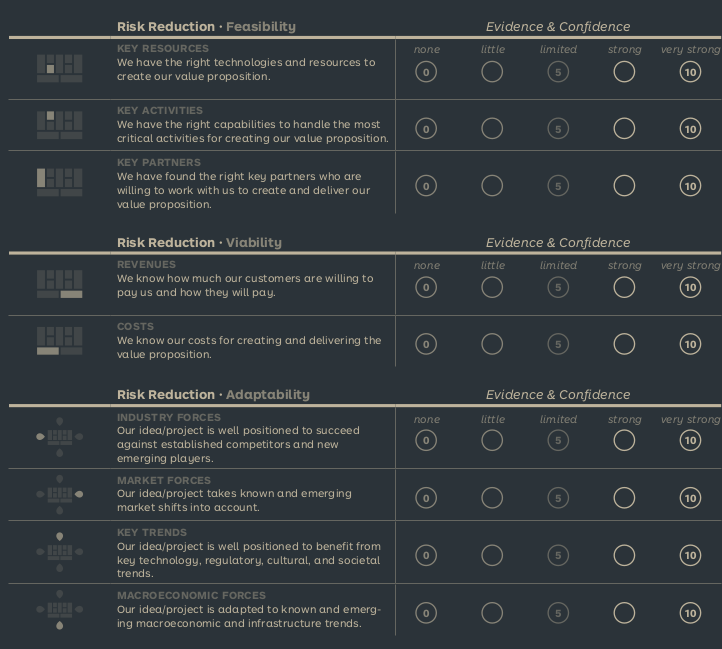 Risk Reduction · Feasibility Evidence & Confidence
KEY RESOURCES none little limited strong very strong
We have the right technologies and resources to
create our value proposition. 0 5 10
KEY ACTIVITIES
We have the right capabilities to handle the most
critical activities for creating our value proposition. 0 5 10
KEY PARTNERS
We have found the right key partners who are
willing to work with us to create and deliver our
value proposition. 0 5 10
Risk Reduction · Viability Evidence & Confidence
REVENUES none little limited strong very strong
We know how much our customers are willing to
pay us and how they will pay. 0 5 10
COSTS
We know our costs for creating and delivering the
value proposition. 0 5 10
Risk Reduction · Adaptability Evidence & Confidence
INDUSTRY FORCES none little limited strong very strong
Our idea/project is well positioned to succeed
against established competitors and new
emerging players. 0 5 10
MARKET FORCES
Our idea/project takes known and emerging
market shifts into account. 0 5 10
KEY TRENDS
Our idea/project is well positioned to benefit from
key technology, regulatory, cultural, and societal
trends. 0 5 10
MACROECONOMIC FORCES
Our idea/project is adapted to known and emerg-
ing macroeconomic and infrastructure trends. 0 5 10